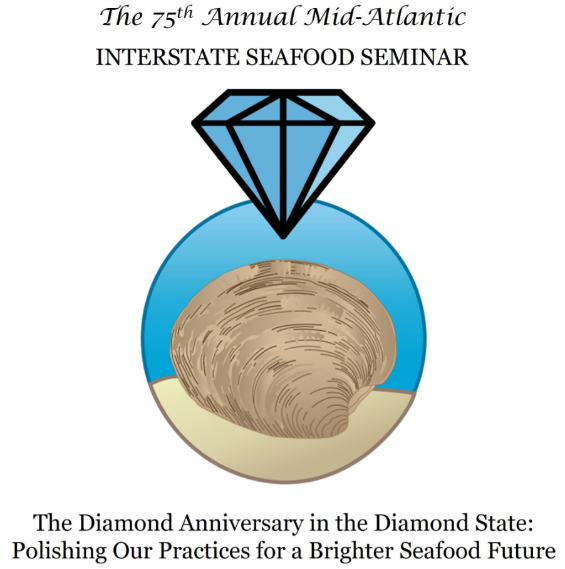 The 75th Annual Mid-Atlantic
INTERSTATE SEAFOOD SEMINAR
The Diamond Anniversary in the Diamond State:
Polishing Our Practices for a Brighter Seafood Future